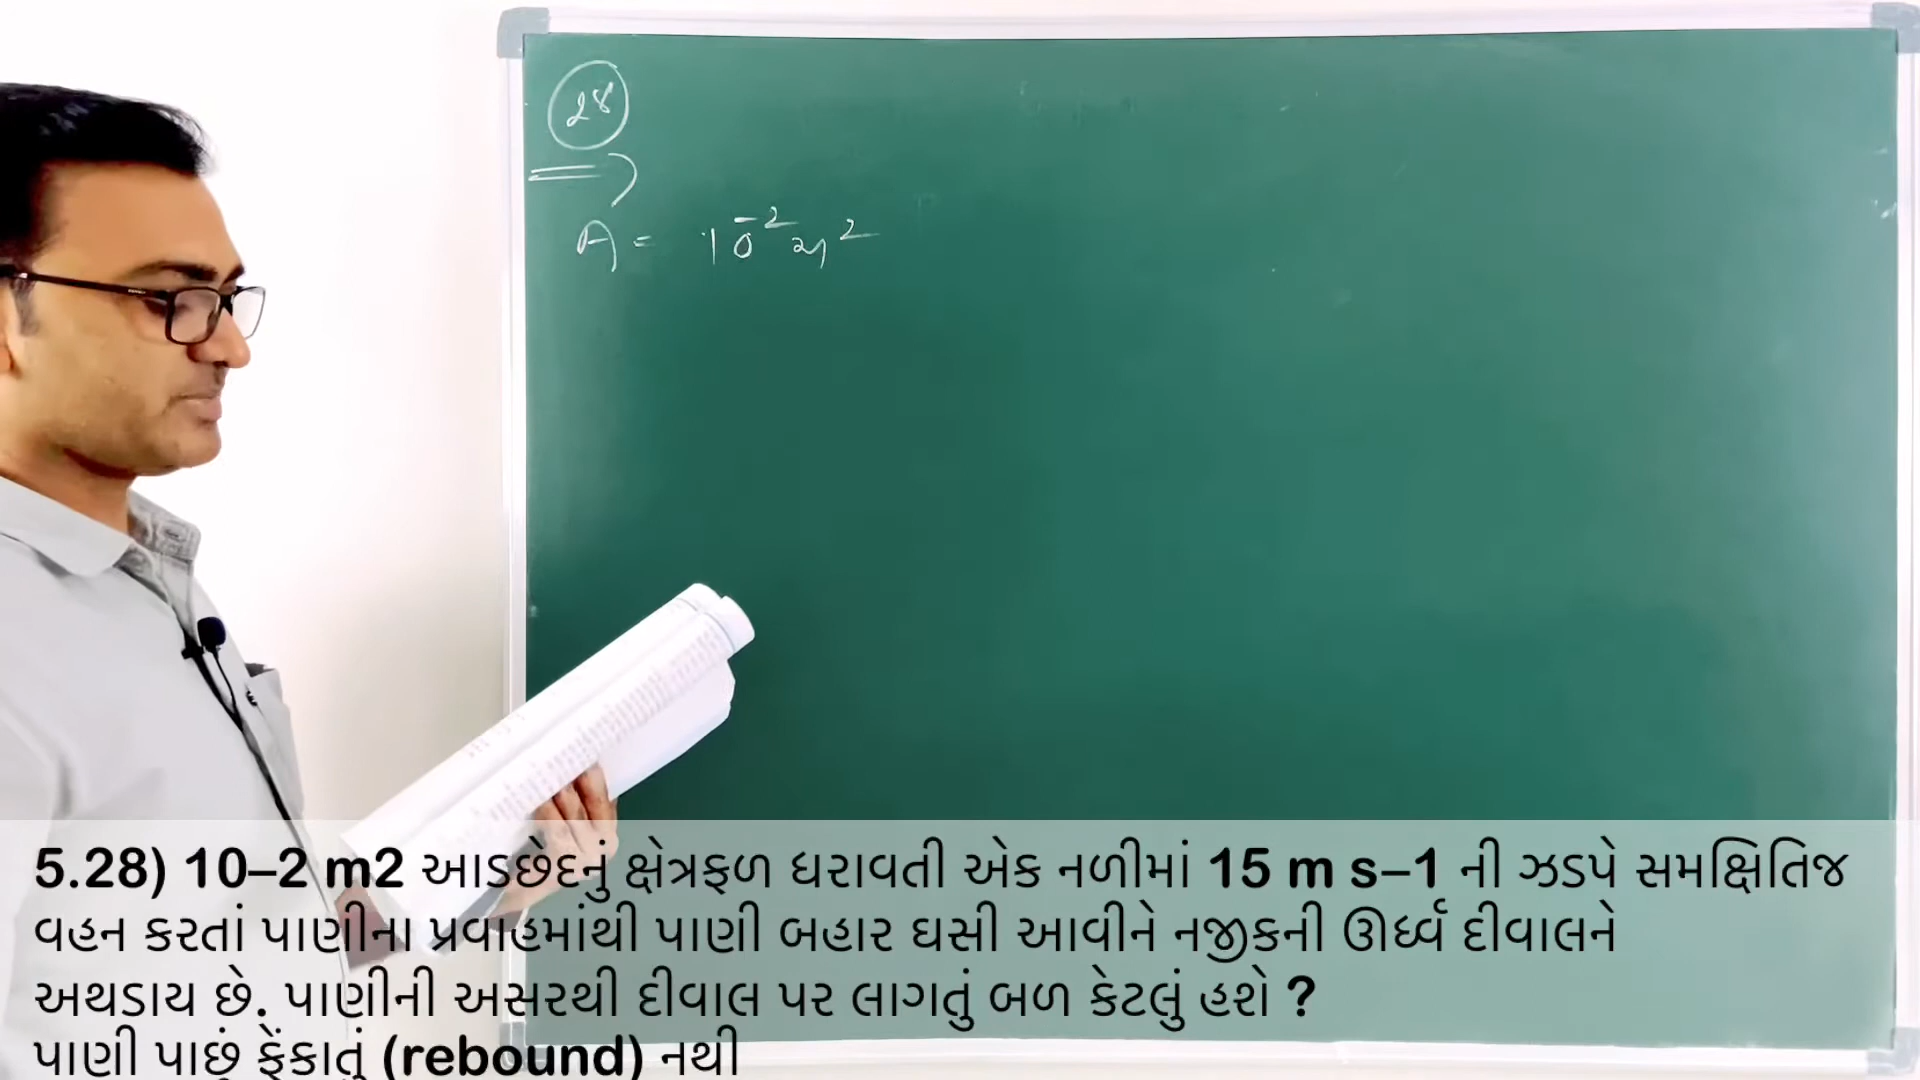 28
A = 10⁻² m²
5.28) 10–2 m2 આડછેદનું ક્ષેત્રફળ ધરાવતી એક નળીમાં 15 m s–1 ની ઝડપે સમક્ષિતિજ
વહન કરતાં પાણીના પ્રવાહમાંથી પાણી બહાર ઘસી આવીને નજીકની ઊર્ધ્વ દીવાલને
અથડાય છે. પાણીની અસરથી દીવાલ પર લાગતું બળ કેટલું હશે ?
પાણી પાછું ફેંકાતું (rebound) નથી